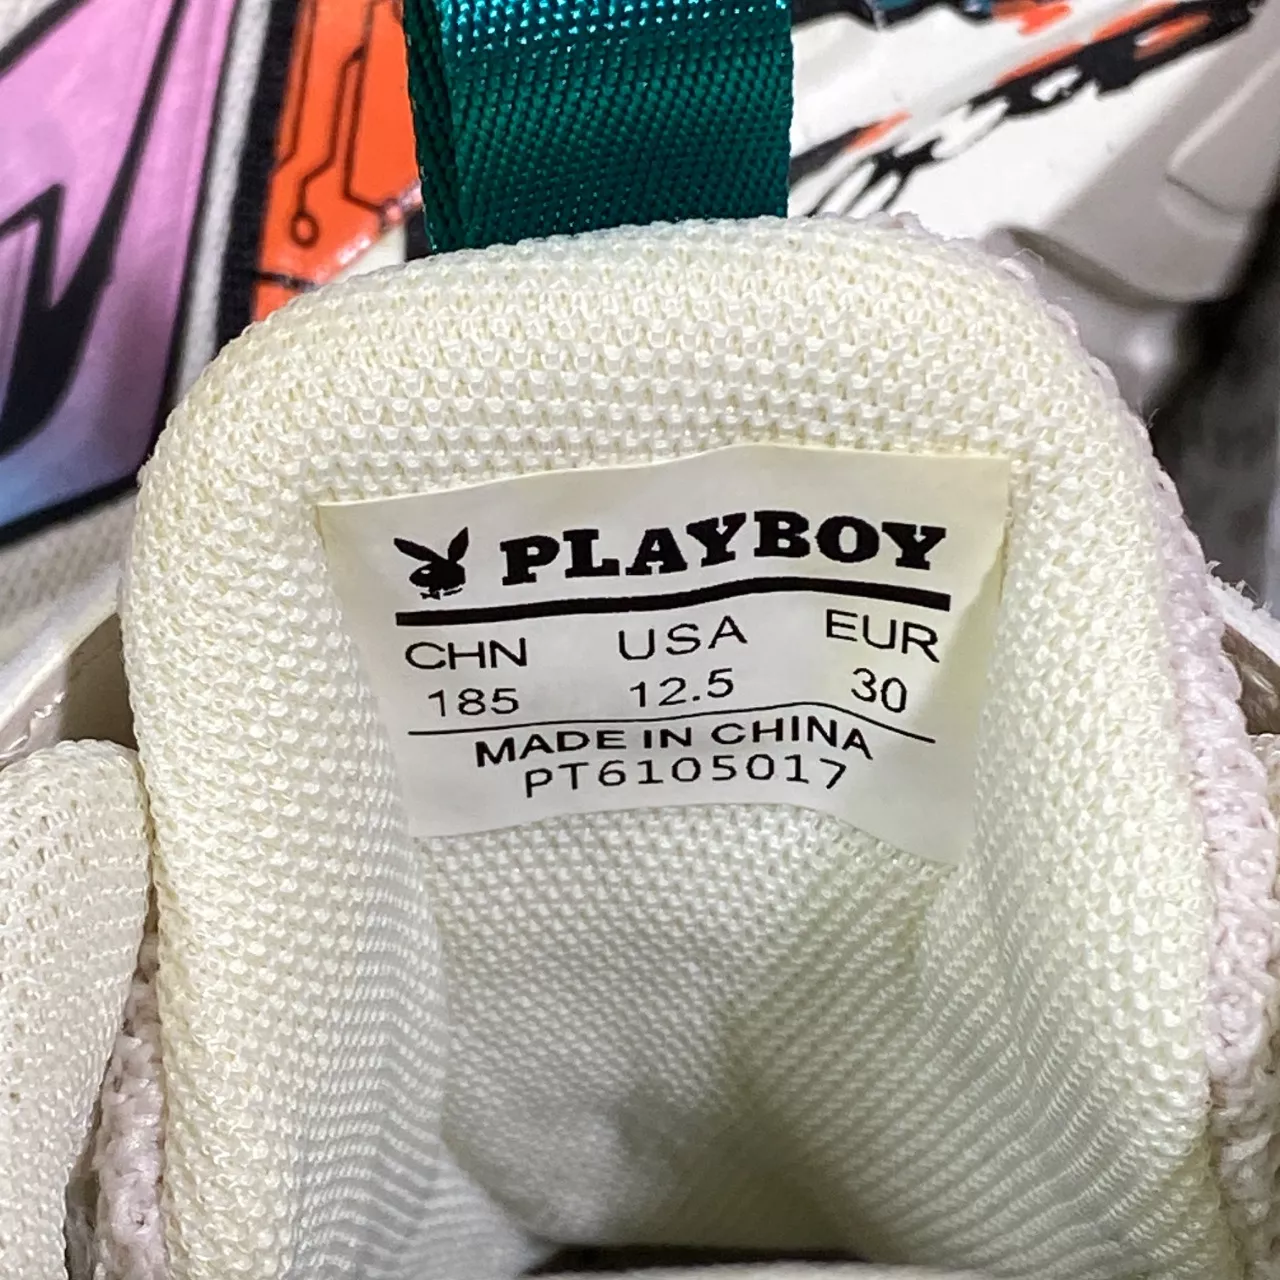 PLAYBOY
CHN USA EUR
185 12.5 30
MADE IN CHINA
PT6105017